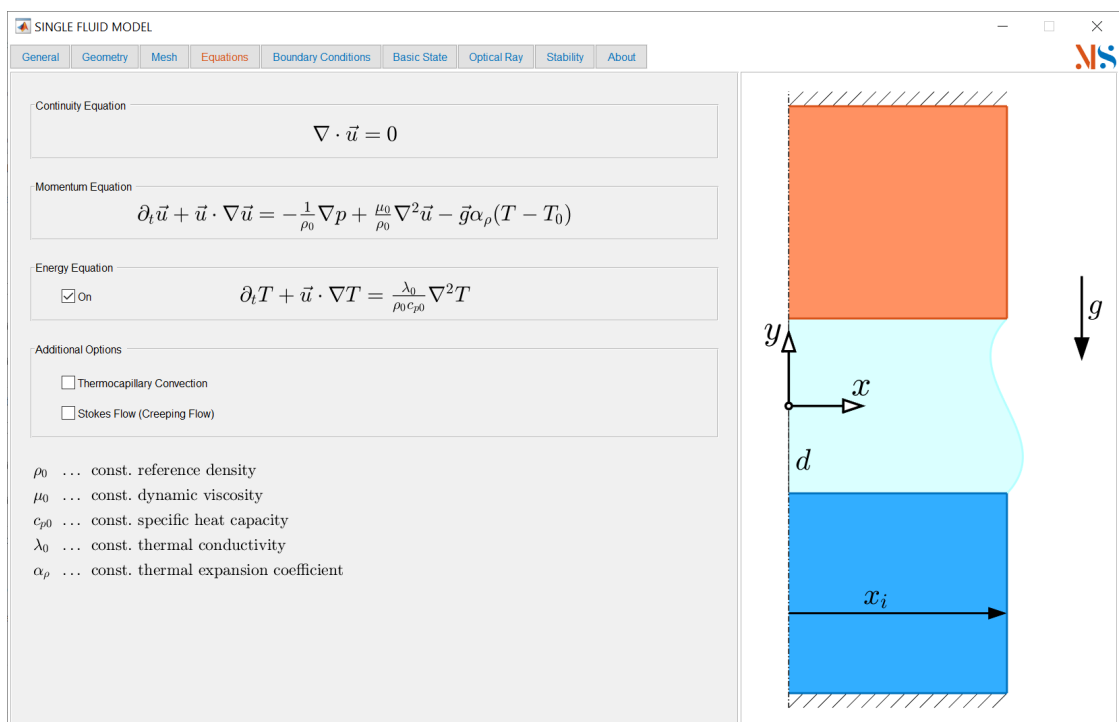 SINGLE FLUID MODEL
General Geometry Mesh Equations Boundary Conditions Basic State Optical Ray Stability About
MS
Continuity Equation
∇ · u⃗ = 0
Momentum Equation
∂ₜu⃗ + u⃗ · ∇u⃗ = −1/ρ₀ ∇p + μ₀/ρ₀ ∇²u⃗ − g⃗αᵨ(T − T₀)
Energy Equation
On
∂ₜT + u⃗ · ∇T = λ₀/(ρ₀cₚ₀) ∇²T
Additional Options
Thermocapillary Convection
Stokes Flow (Creeping Flow)
ρ₀ ... const. reference density
μ₀ ... const. dynamic viscosity
cₚ₀ ... const. specific heat capacity
λ₀ ... const. thermal conductivity
αᵨ ... const. thermal expansion coefficient
g
y
x
d
xᵢ